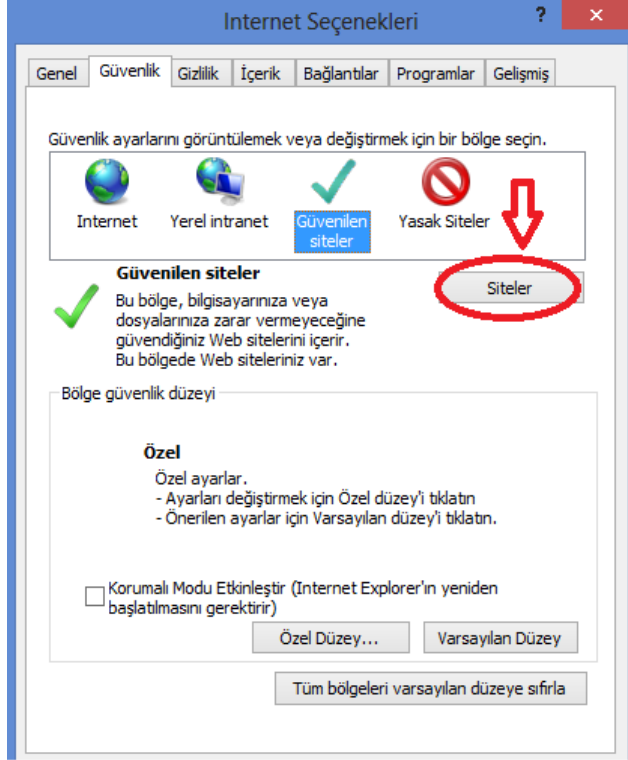 Internet Seçenekleri
?
×
Genel Güvenlik Gizlilik İçerik Bağlantılar Programlar Gelişmiş
Güvenlik ayarlarını görüntülemek veya değiştirmek için bir bölge seçin.
Internet Yerel intranet Güvenilen siteler Yasak Siteler
Güvenilen siteler
Siteler
Bu bölge, bilgisayarınıza veya
dosyalarınıza zarar vermeyeceğine
güvendiğiniz Web sitelerini içerir.
Bu bölgede Web siteleriniz var.
Bölge güvenlik düzeyi
Özel
Özel ayarlar.
- Ayarları değiştirmek için Özel düzey'i tıklatın
- Önerilen ayarlar için Varsayılan düzey'i tıklatın.
Korumalı Modu Etkinleştir (Internet Explorer'ın yeniden
başlatılmasını gerektirir)
Özel Düzey... Varsayılan Düzey
Tüm bölgeleri varsayılan düzeye sıfırla